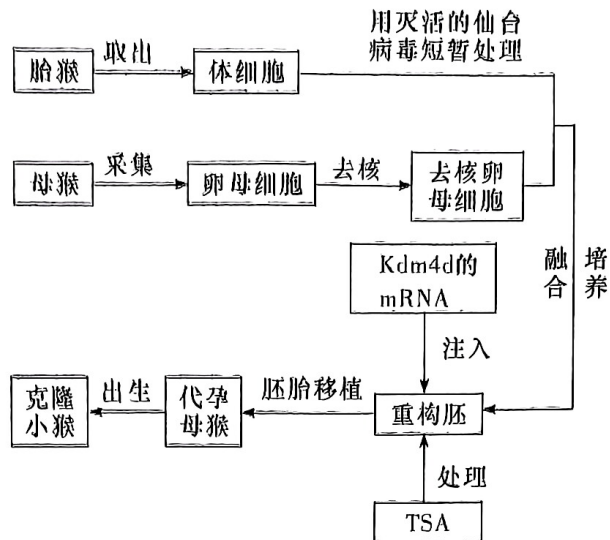 用灭活的仙台
病毒短暂处理
胎猴
取出
体细胞
母猴
采集
卵母细胞
去核
去核卵
母细胞
融合
培养
Kdm4d的
mRNA
注入
克隆
小猴
出生
代孕
母猴
胚胎移植
重构胚
处理
TSA